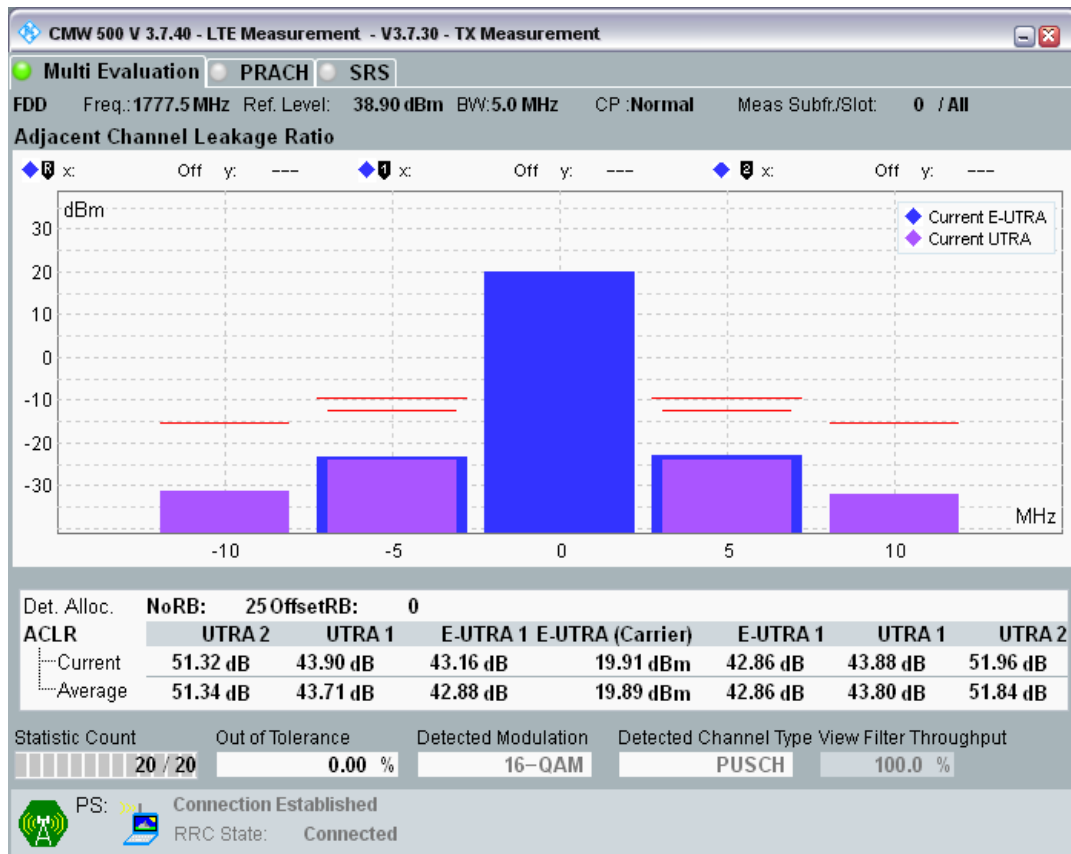 CMW 500 V 3.7.40 - LTE Measurement - V3.7.30 - TX Measurement
Multi Evaluation PRACH SRS
FDD Freq.:1777.5 MHz Ref. Level: 38.90 dBm BW:5.0 MHz CP :Normal Meas Subfr./Slot: 0 / All
Adjacent Channel Leakage Ratio
R x: Off y: --- 1 x: Off y: --- 2 x: Off y: ---
dBm
Current E-UTRA
Current UTRA
30
20
10
0
-10
-20
-30
MHz
-10 -5 0 5 10
Det. Alloc. NoRB: 25 OffsetRB: 0
ACLR UTRA 2 UTRA 1 E-UTRA 1 E-UTRA (Carrier) E-UTRA 1 UTRA 1 UTRA 2
Current 51.32 dB 43.90 dB 43.16 dB 19.91 dBm 42.86 dB 43.88 dB 51.96 dB
Average 51.34 dB 43.71 dB 42.88 dB 19.89 dBm 42.86 dB 43.80 dB 51.84 dB
Statistic Count Out of Tolerance Detected Modulation Detected Channel Type View Filter Throughput
20 / 20 0.00 % 16-QAM PUSCH 100.0 %
PS: Connection Established
RRC State: Connected